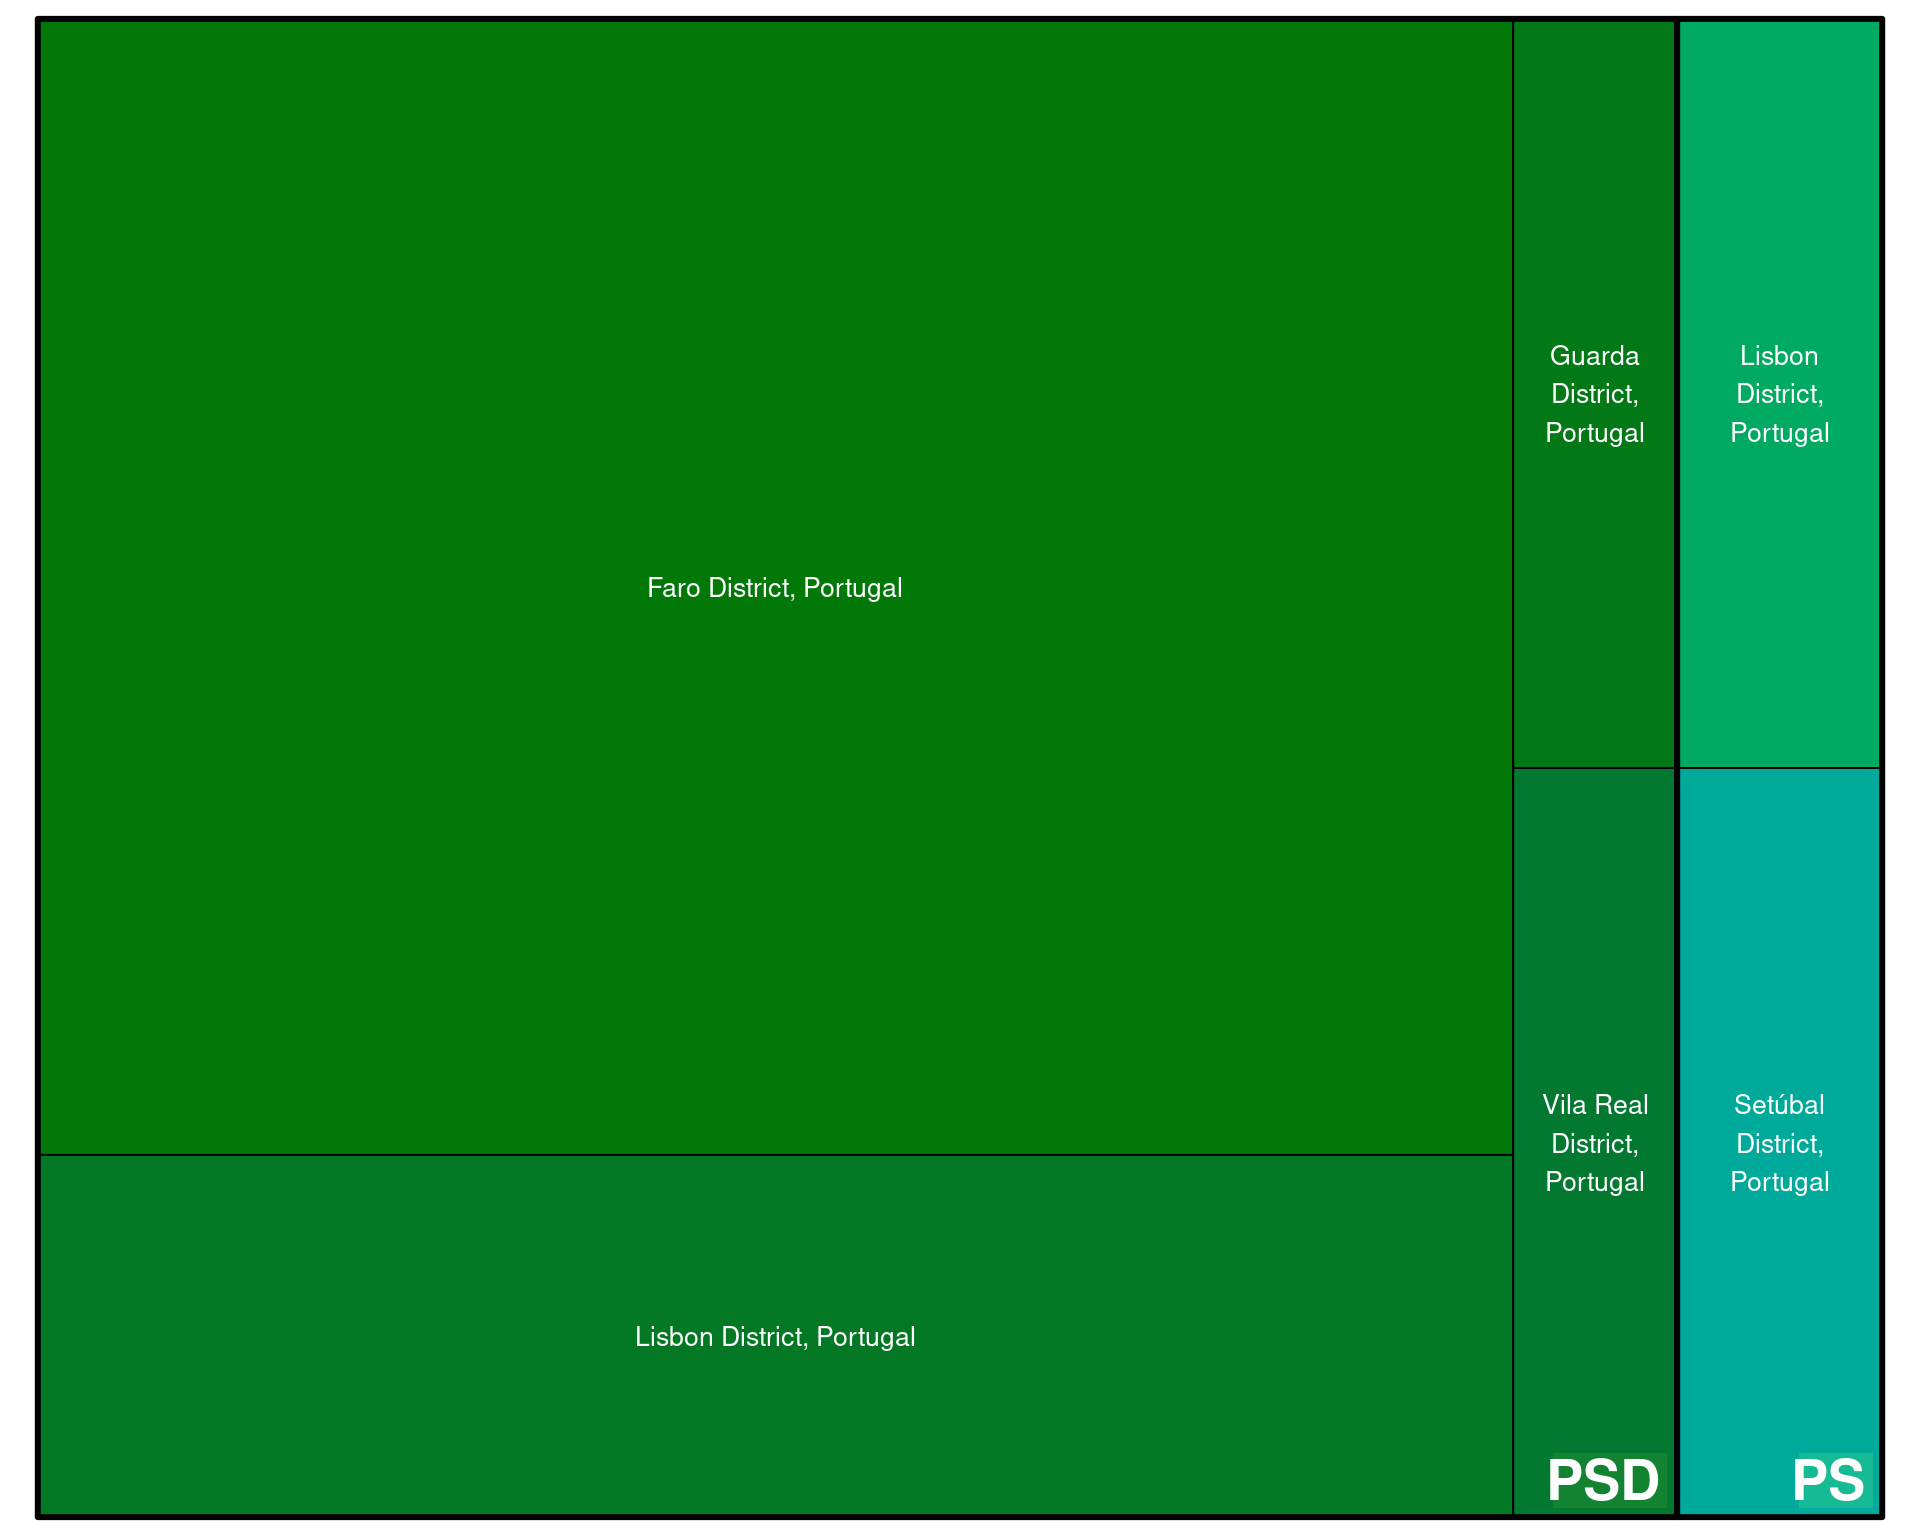 Guarda
District,
Portugal
Lisbon
District,
Portugal
Faro District, Portugal
Vila Real
District,
Portugal
Setúbal
District,
Portugal
Lisbon District, Portugal
PSD
PS